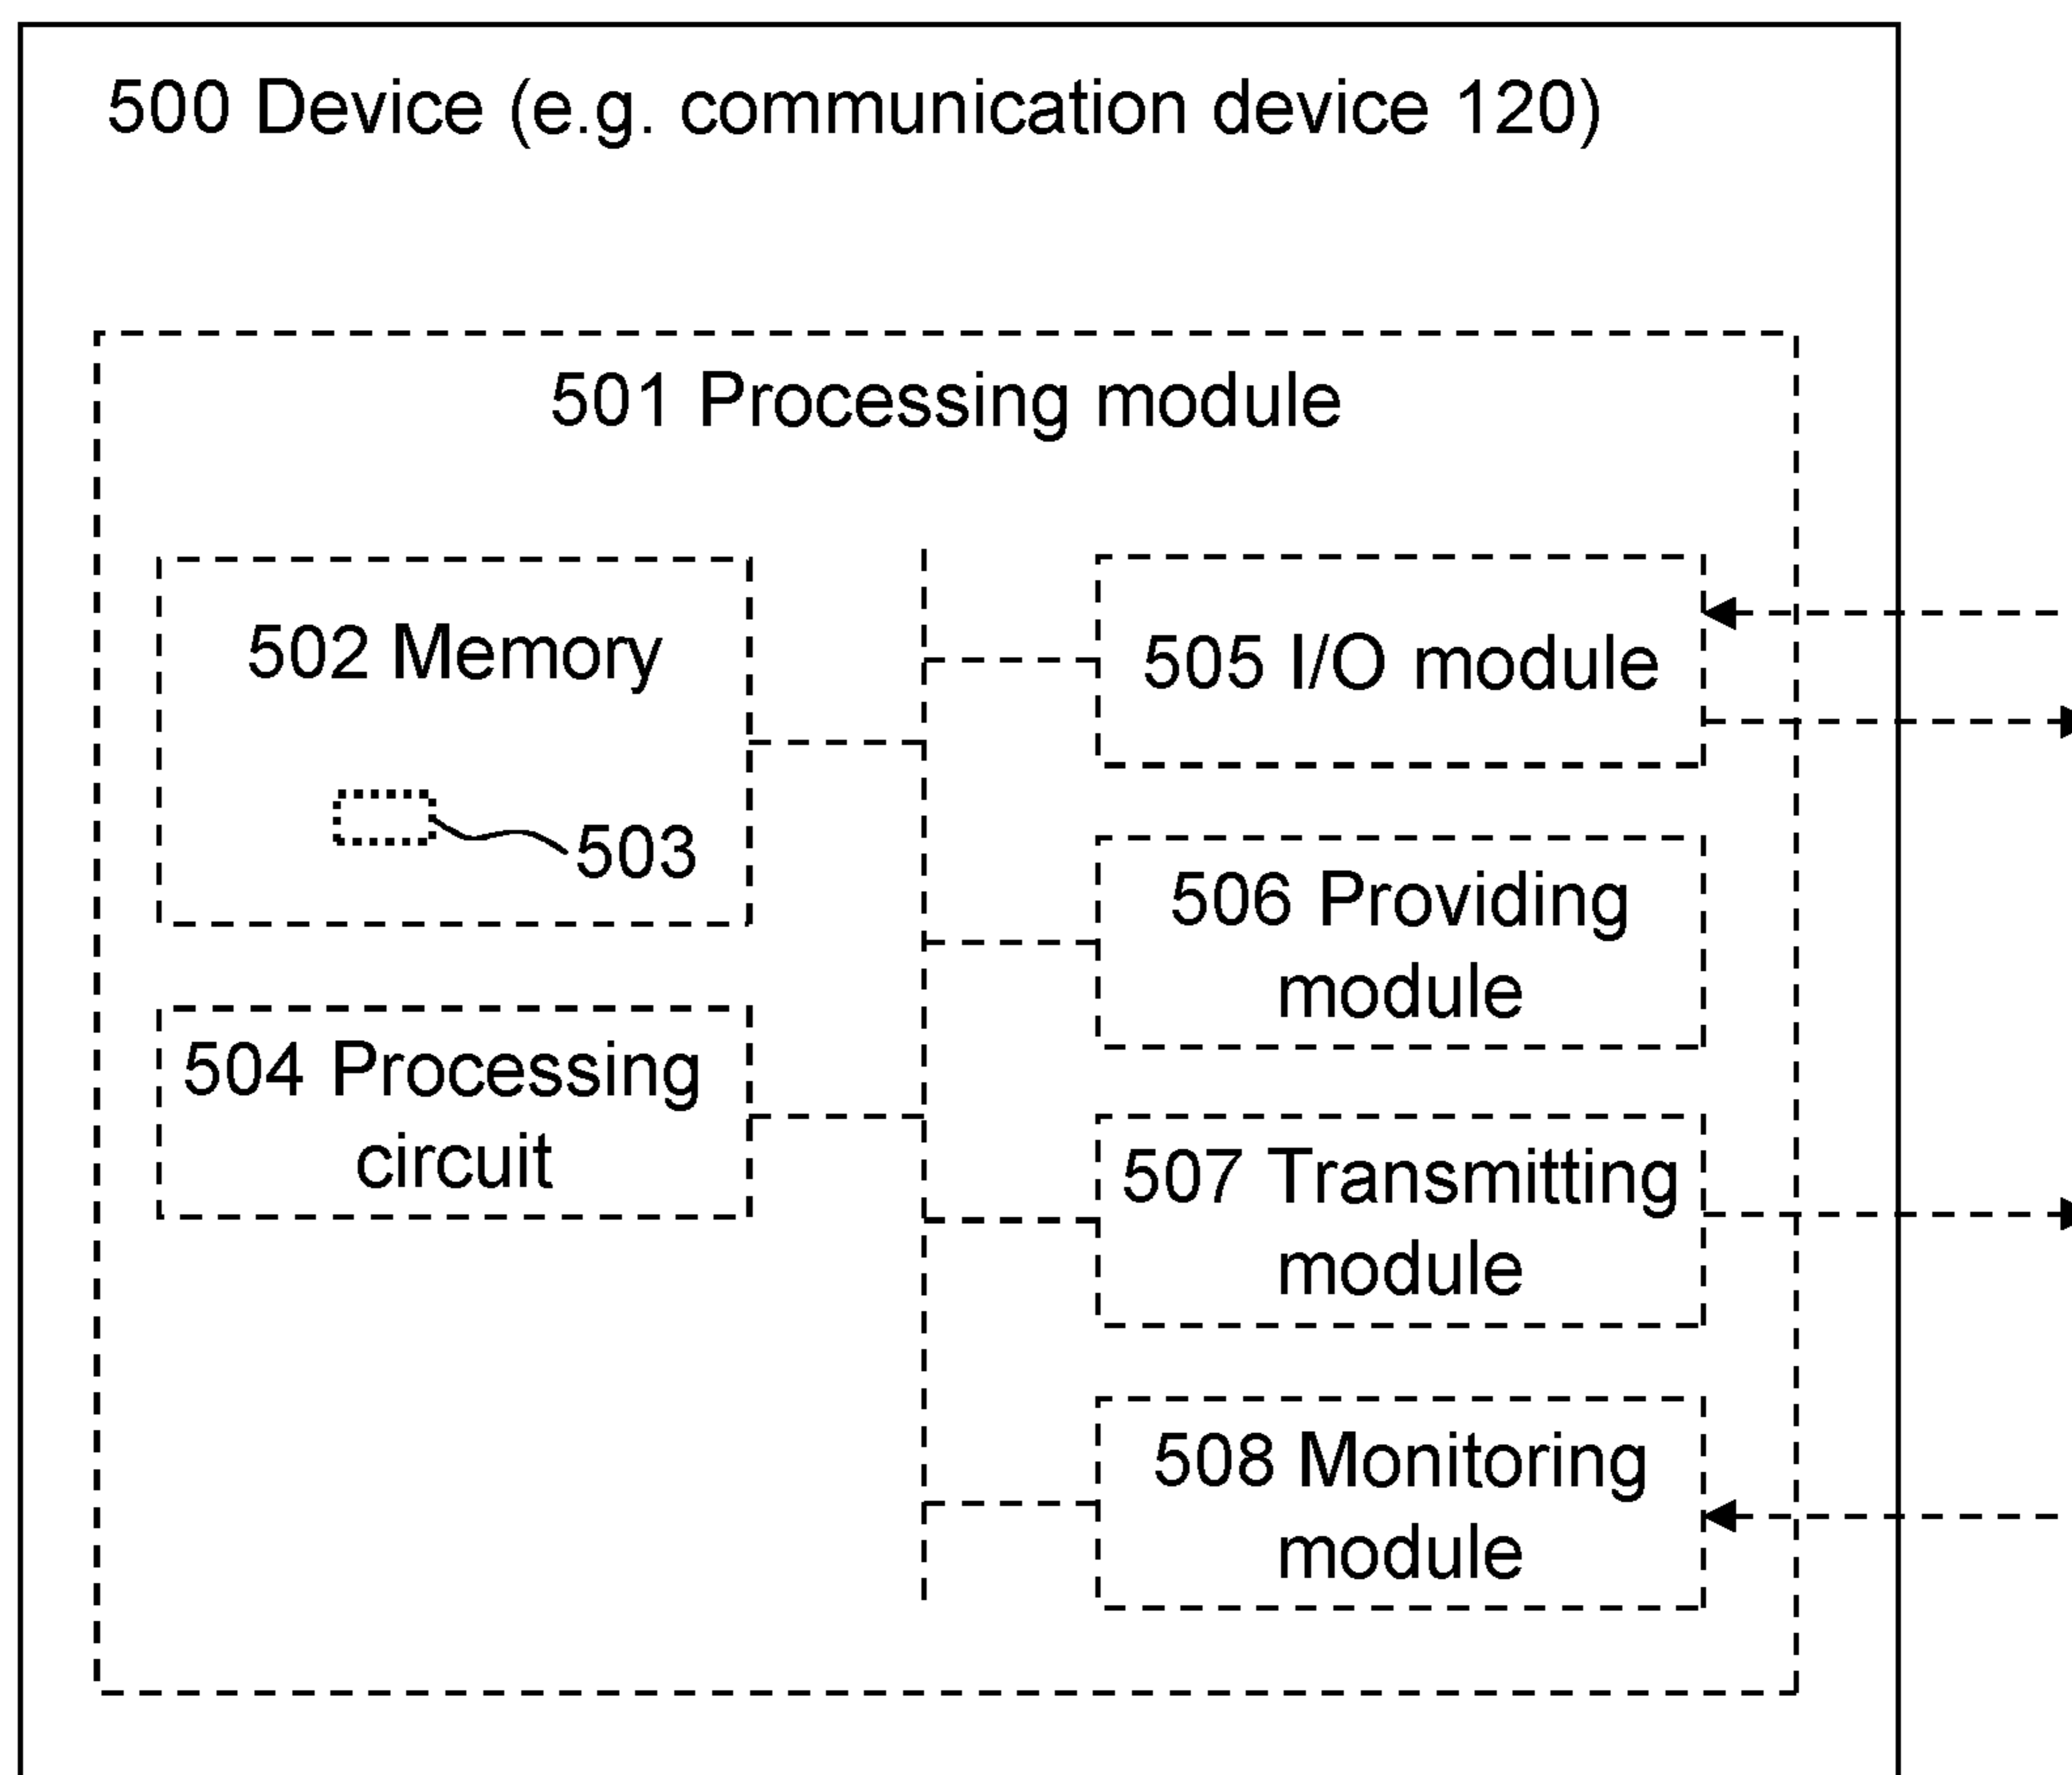 500 Device (e.g. communication device 120)
501 Processing module
502 Memory
503
504 Processing
circuit
505 I/O module
506 Providing
module
507 Transmitting
module
508 Monitoring
module